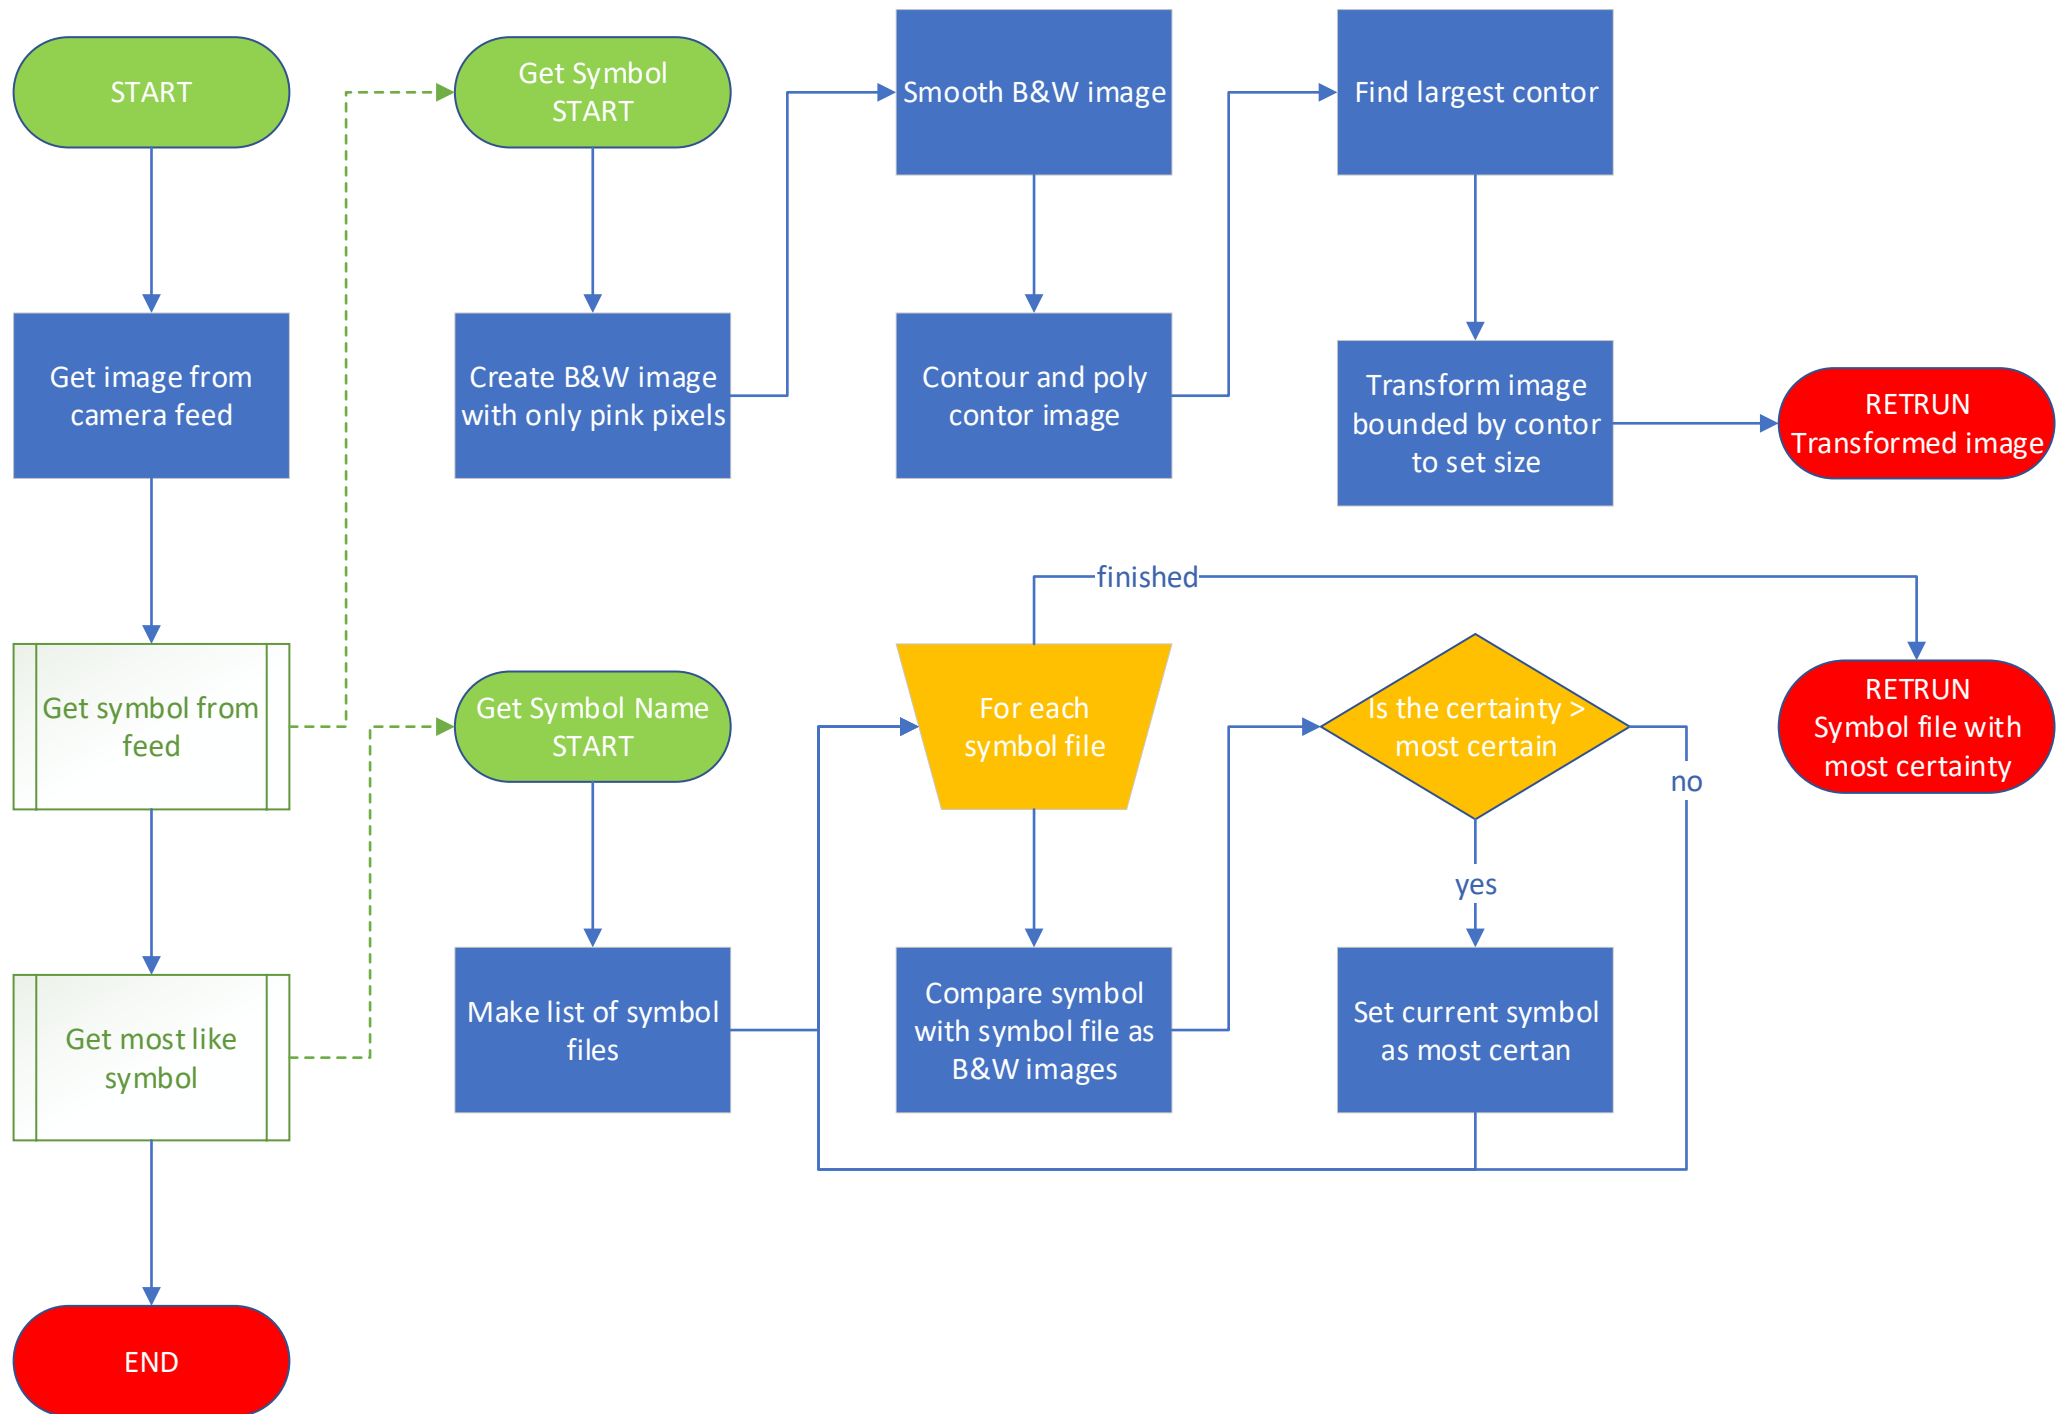 START
Get image from
camera feed
Get symbol from
feed
Get most like
symbol
END
Get Symbol
START
Create B&W image
with only pink pixels
Smooth B&W image
Contour and poly
contor image
Find largest contor
Transform image
bounded by contor
to set size
RETRUN
Transformed image
Get Symbol Name
START
Make list of symbol
files
For each
symbol file
finished
Compare symbol
with symbol file as
B&W images
Is the certainty >
most certain
yes
no
Set current symbol
as most certan
RETRUN
Symbol file with
most certainty